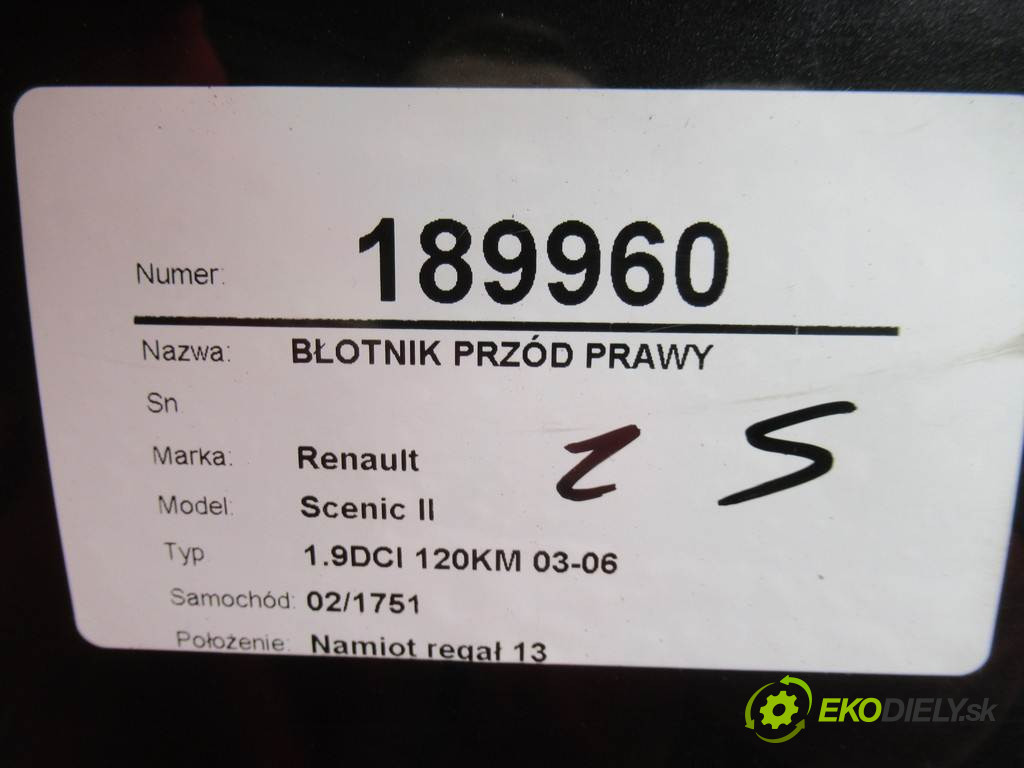 Numer: 189960
Nazwa: BŁOTNIK PRZÓD PRAWY
Sn
Marka: Renault
Model: Scenic II
Typ 1.9DCI 120KM 03-06
Samochód: 02/1751
Położenie: Namiot regał 13
EKODIELY.sk